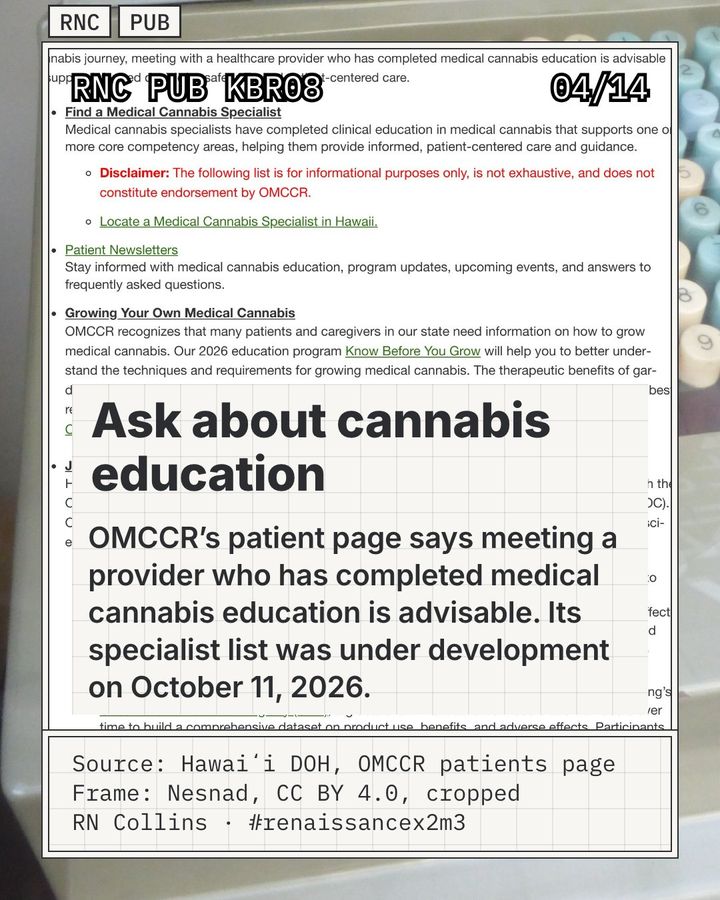 RNC PUB
nabis journey, meeting with a healthcare provider who has completed medical cannabis education is advisable
-centered care.
RNC PUB KBR08 04/14
• Find a Medical Cannabis Specialist
Medical cannabis specialists have completed clinical education in medical cannabis that supports one or
more core competency areas, helping them provide informed, patient-centered care and guidance.
Disclaimer: The following list is for informational purposes only, is not exhaustive, and does not
constitute endorsement by OMCCR.
Locate a Medical Cannabis Specialist in Hawaii.
• Patient Newsletters
Stay informed with medical cannabis education, program updates, upcoming events, and answers to
frequently asked questions.
• Growing Your Own Medical Cannabis
OMCCR recognizes that many patients and caregivers in our state need information on how to grow
medical cannabis. Our 2026 education program Know Before You Grow will help you to better under-
stand the techniques and requirements for growing medical cannabis. The therapeutic benefits of gar-
Ask about cannabis
education
OMCCR’s patient page says meeting a
provider who has completed medical
cannabis education is advisable. Its
specialist list was under development
on October 11, 2026.
time to build a comprehensive dataset on product use, benefits, and adverse effects. Participants
Source: Hawaiʻi DOH, OMCCR patients page
Frame: Nesnad, CC BY 4.0, cropped
RN Collins · #renaissancex2m3